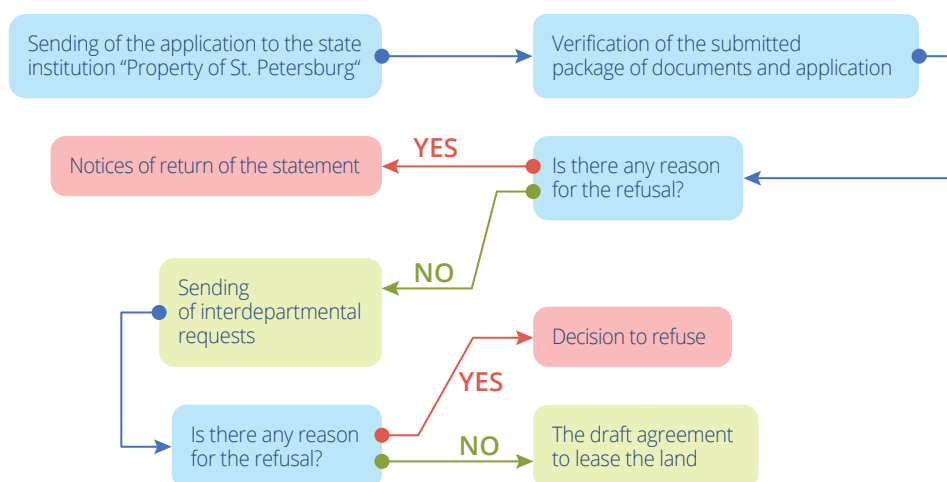 Sending of the application to the state
institution “Property of St. Petersburg“
Verification of the submitted
package of documents and application
Notices of return of the statement
YES
Is there any reason
for the refusal?
NO
Sending
of interdepartmental
requests
Decision to refuse
YES
Is there any reason
for the refusal?
NO
The draft agreement
to lease the land